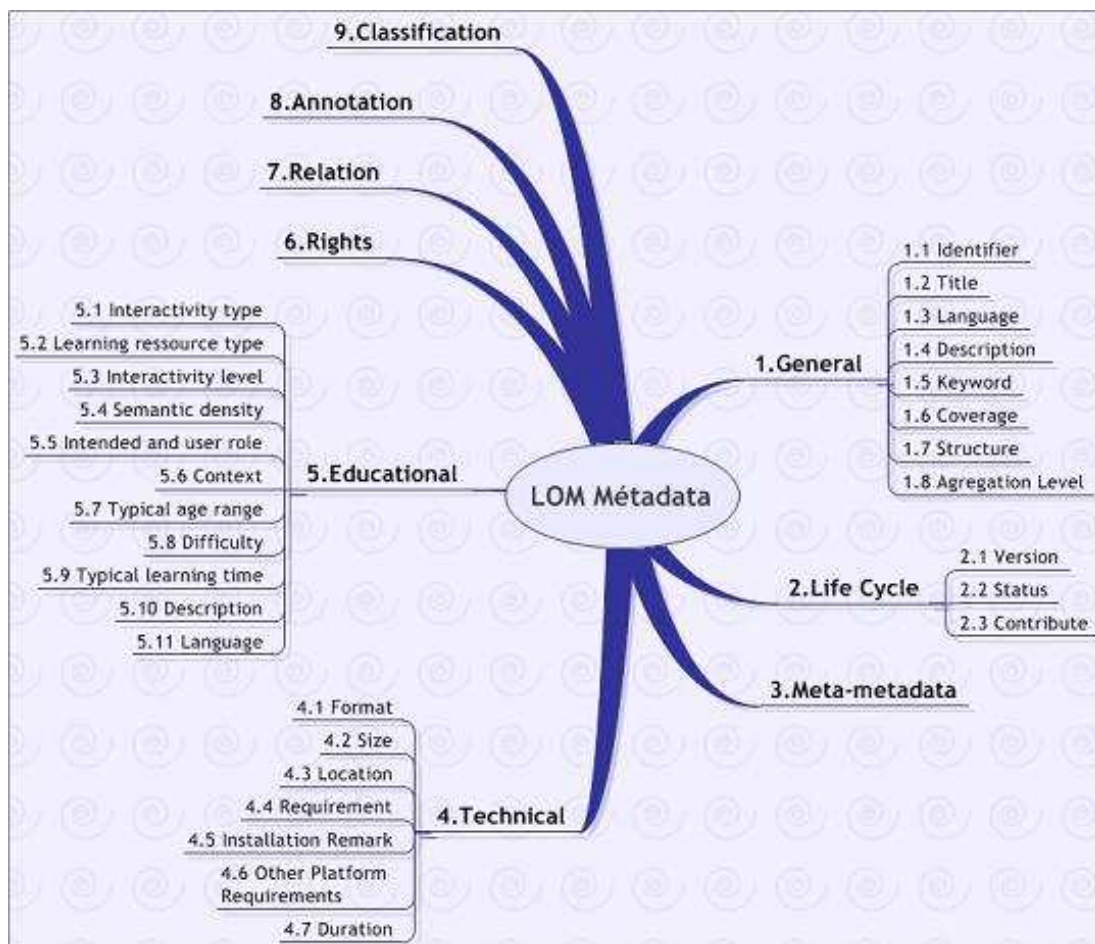 9.Classification
8.Annotation
7.Relation
6.Rights
5.1 Interactivity type
5.2 Learning ressource type
5.3 Interactivity level
5.4 Semantic density
5.5 Intended and user role
5.6 Context
5.7 Typical age range
5.8 Difficulty
5.9 Typical learning time
5.10 Description
5.11 Language
5.Educational
LOM Métadata
1.General
1.1 Identifier
1.2 Title
1.3 Language
1.4 Description
1.5 Keyword
1.6 Coverage
1.7 Structure
1.8 Agregation Level
2.Life Cycle
2.1 Version
2.2 Status
2.3 Contribute
3.Meta-metadata
4.1 Format
4.2 Size
4.3 Location
4.4 Requirement
4.5 Installation Remark
4.6 Other Platform
Requirements
4.7 Duration
4.Technical